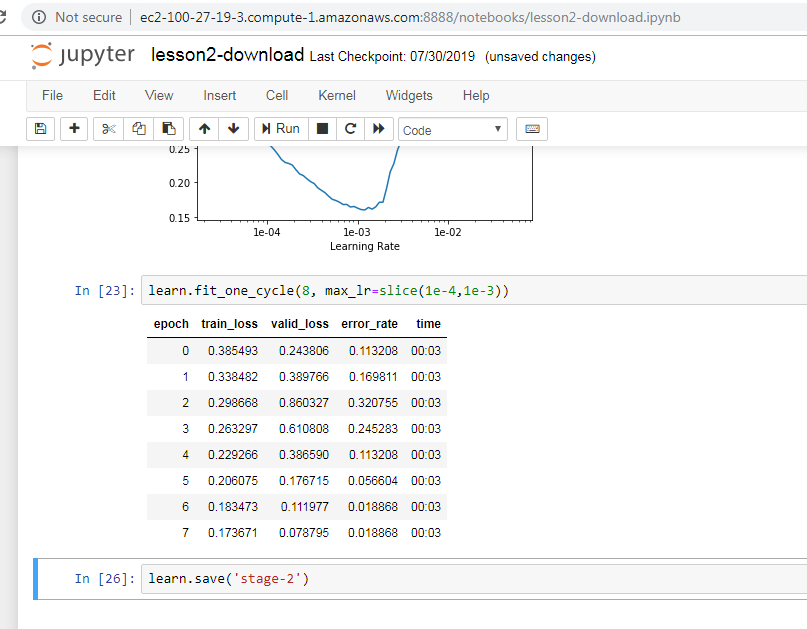 Not secure | ec2-100-27-19-3.compute-1.amazonaws.com:8888/notebooks/lesson2-download.ipynb
jupyter lesson2-download Last Checkpoint: 07/30/2019 (unsaved changes)
File Edit View Insert Cell Kernel Widgets Help
Run Code
0.25
0.20
0.15
1e-04 1e-03 1e-02
Learning Rate
In [23]: learn.fit_one_cycle(8, max_lr=slice(1e-4,1e-3))
epoch train_loss valid_loss error_rate time
0 0.385493 0.243806 0.113208 00:03
1 0.338482 0.389766 0.169811 00:03
2 0.298668 0.860327 0.320755 00:03
3 0.263297 0.610808 0.245283 00:03
4 0.229266 0.386590 0.113208 00:03
5 0.206075 0.176715 0.056604 00:03
6 0.183473 0.111977 0.018868 00:03
7 0.173671 0.078795 0.018868 00:03
In [26]: learn.save('stage-2')